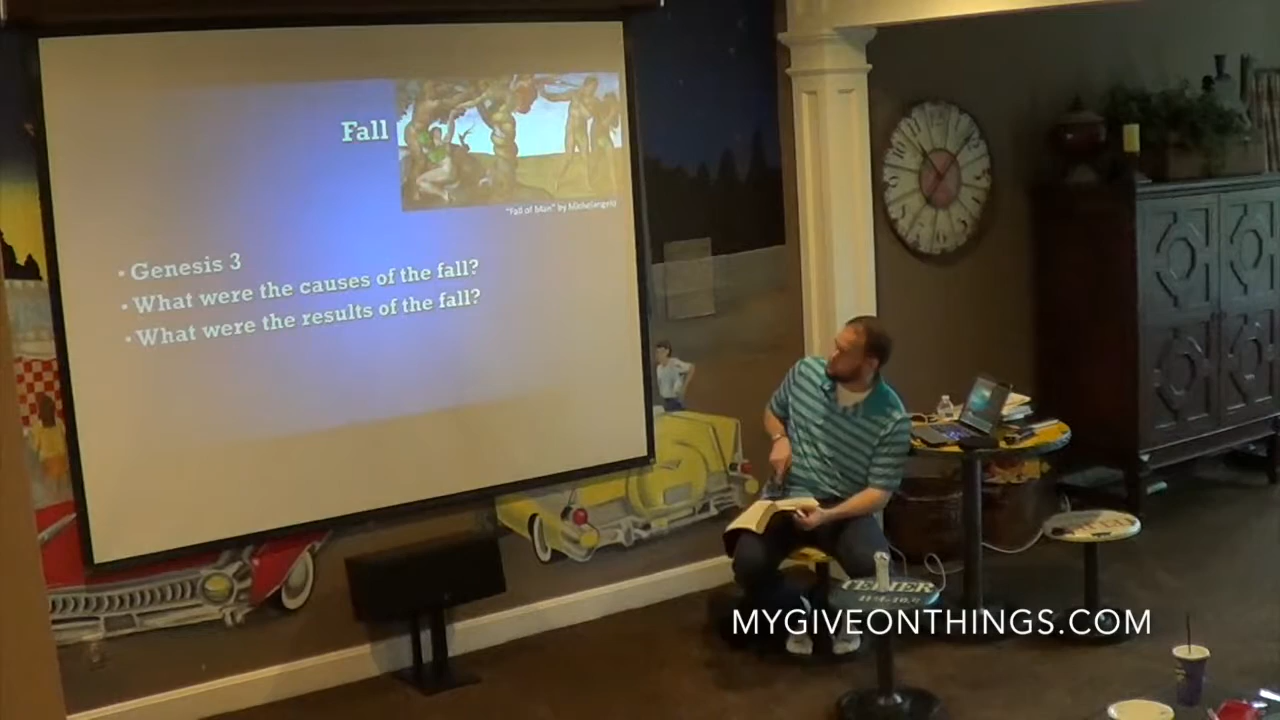 Fall
"Fall of Man" by Michelangelo
• Genesis 3
• What were the causes of the fall?
• What were the results of the fall?
MYGIVEONTHINGS.COM